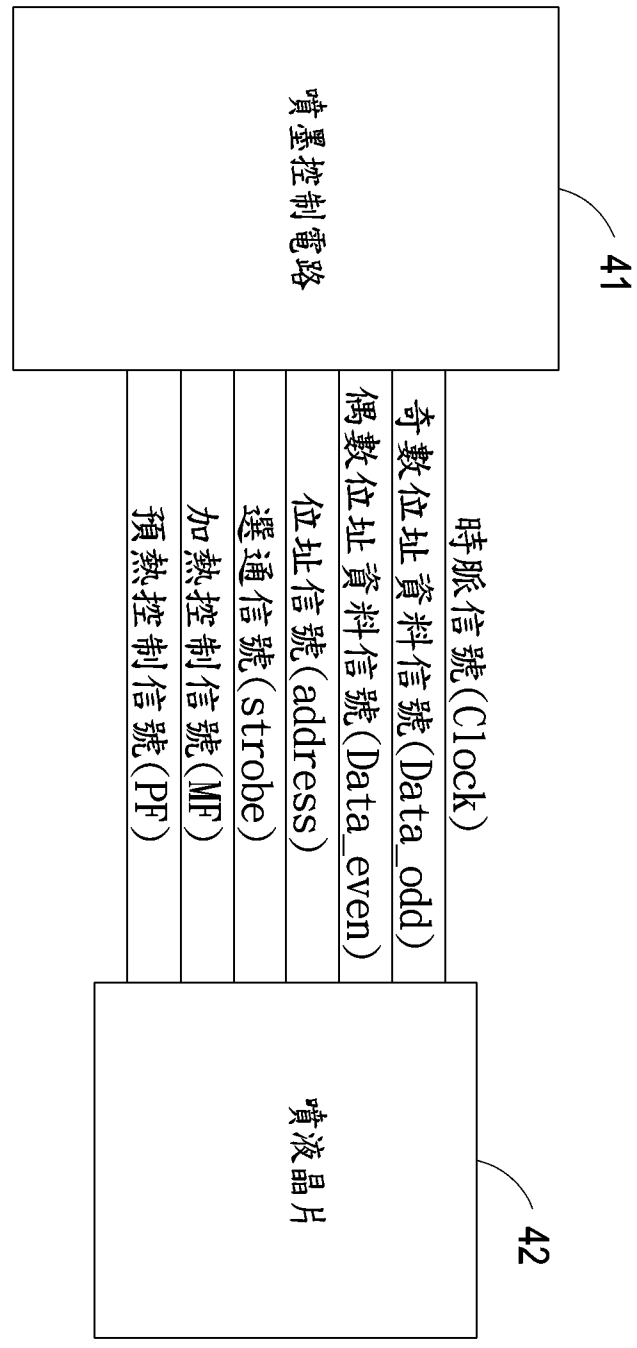 41
噴墨控制電路
時脈信號(Clock)
奇數位址資料信號(Data_odd)
偶數位址資料信號(Data_even)
位址信號(address)
選通信號(strobe)
加熱控制信號(MF)
預熱控制信號(PF)
42
噴液晶片